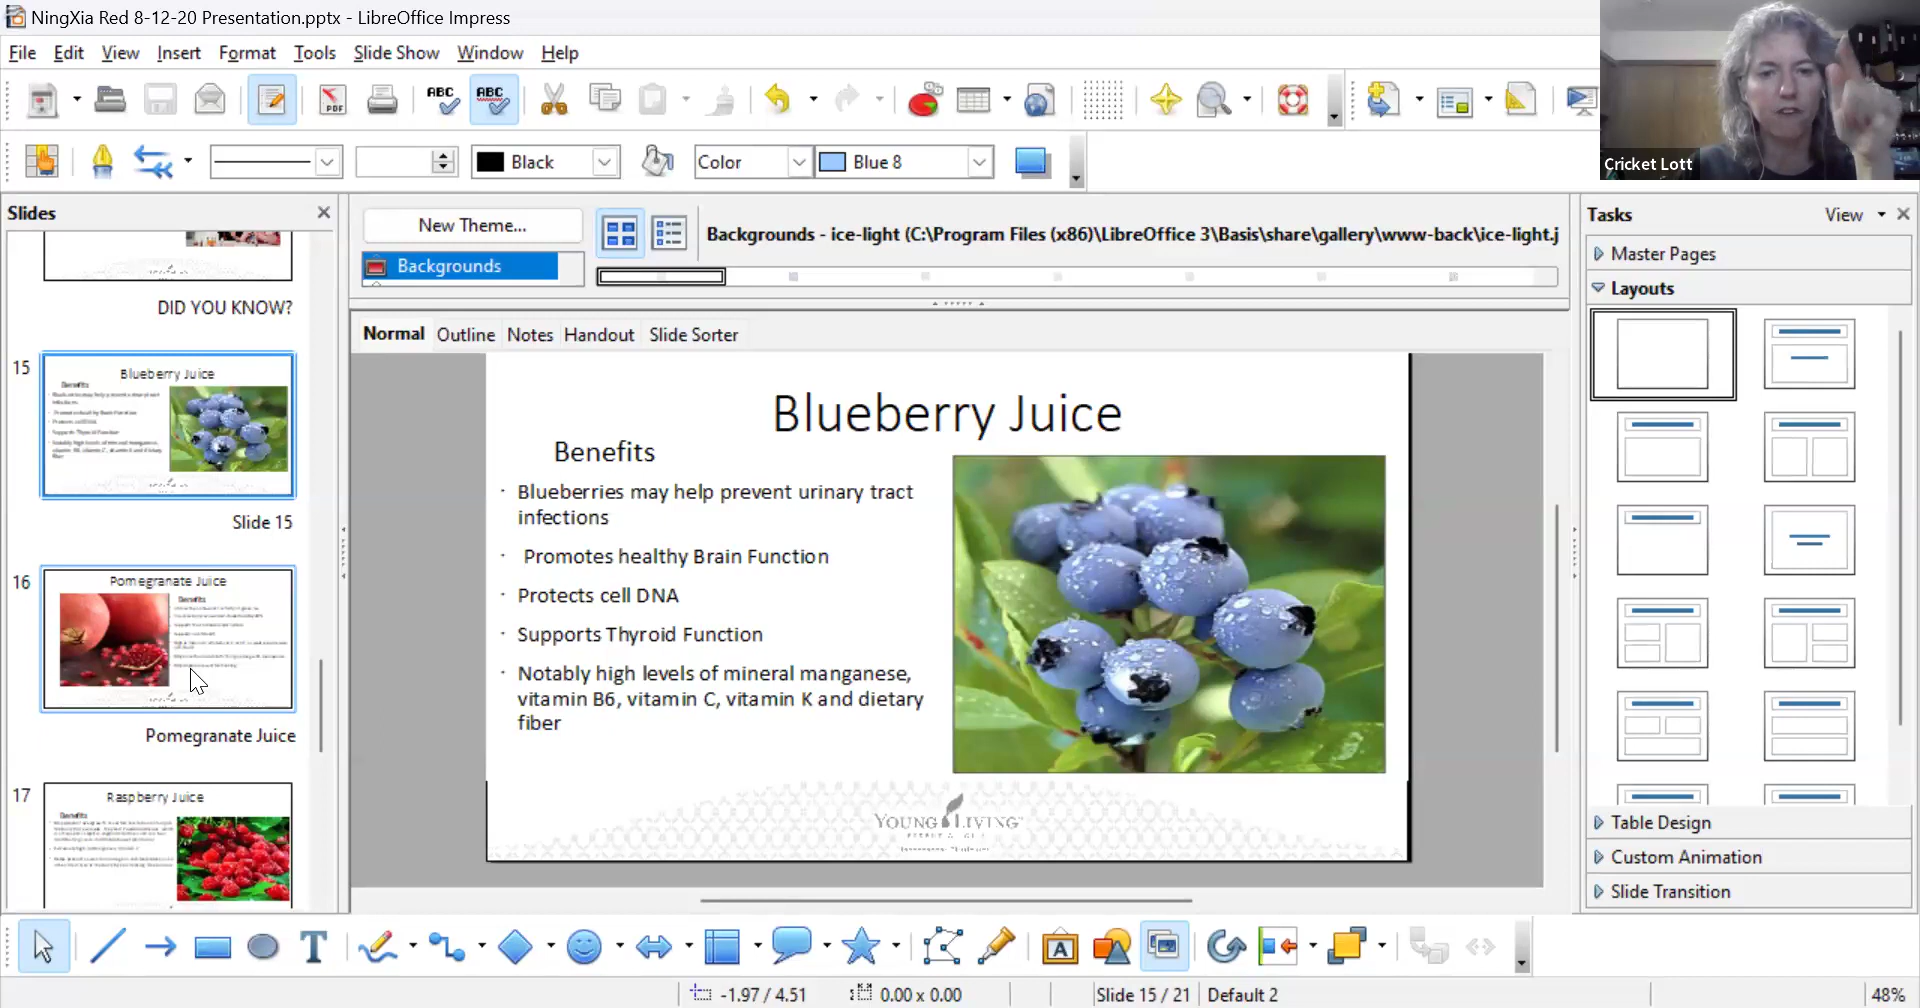 NingXia Red 8-12-20 Presentation.pptx - LibreOffice Impress
File Edit View Insert Format Tools Slide Show Window Help
PDF
ABC
ABC
Black
Color
Blue 8
Cricket Lott
Slides
New Theme...
Backgrounds
Backgrounds - ice-light (C:\Program Files (x86)\LibreOffice 3\Basis\share\gallery\www-back\ice-light.j
Tasks
View
Master Pages
Layouts
Normal Outline Notes Handout Slide Sorter
DID YOU KNOW?
15
Blueberry Juice
Benefits
Slide 15
16
Pomegranate Juice
Benefits
Pomegranate Juice
17
Raspberry Juice
Benefits
Blueberry Juice
Benefits
· Blueberries may help prevent urinary tract
infections
· Promotes healthy Brain Function
· Protects cell DNA
· Supports Thyroid Function
· Notably high levels of mineral manganese,
vitamin B6, vitamin C, vitamin K and dietary
fiber
YOUNG LIVING
Table Design
Custom Animation
Slide Transition
T
A
-1.97 / 4.51
0.00 x 0.00
Slide 15 / 21
Default 2
48%